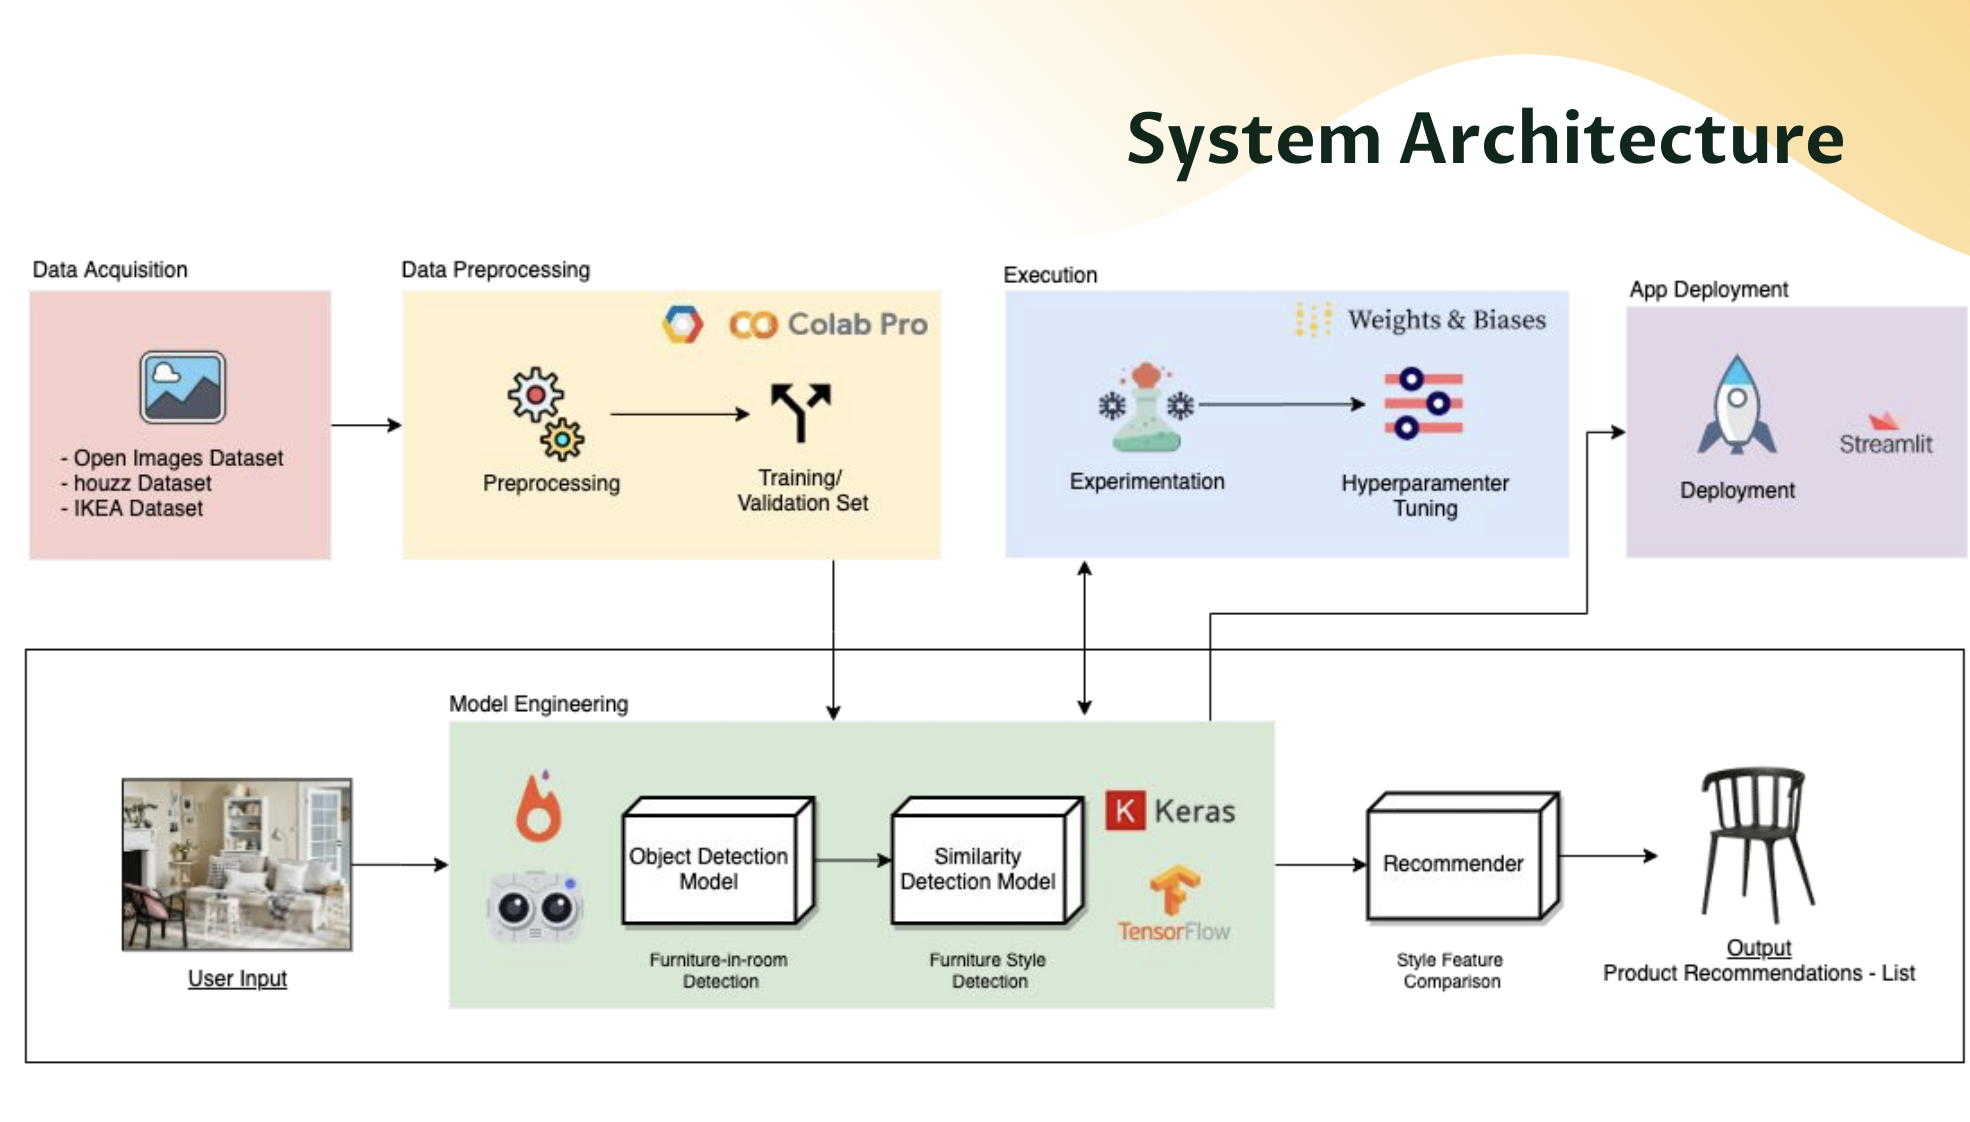 System Architecture
Data Acquisition
- Open Images Dataset
- houzz Dataset
- IKEA Dataset
Data Preprocessing
Colab Pro
Preprocessing
Training/
Validation Set
Execution
Weights & Biases
Experimentation
Hyperparamenter
Tuning
App Deployment
Deployment
Streamlit
Model Engineering
User Input
Object Detection
Model
Furniture-in-room
Detection
Similarity
Detection Model
Furniture Style
Detection
K Keras
TensorFlow
Recommender
Style Feature
Comparison
Output
Product Recommendations - List